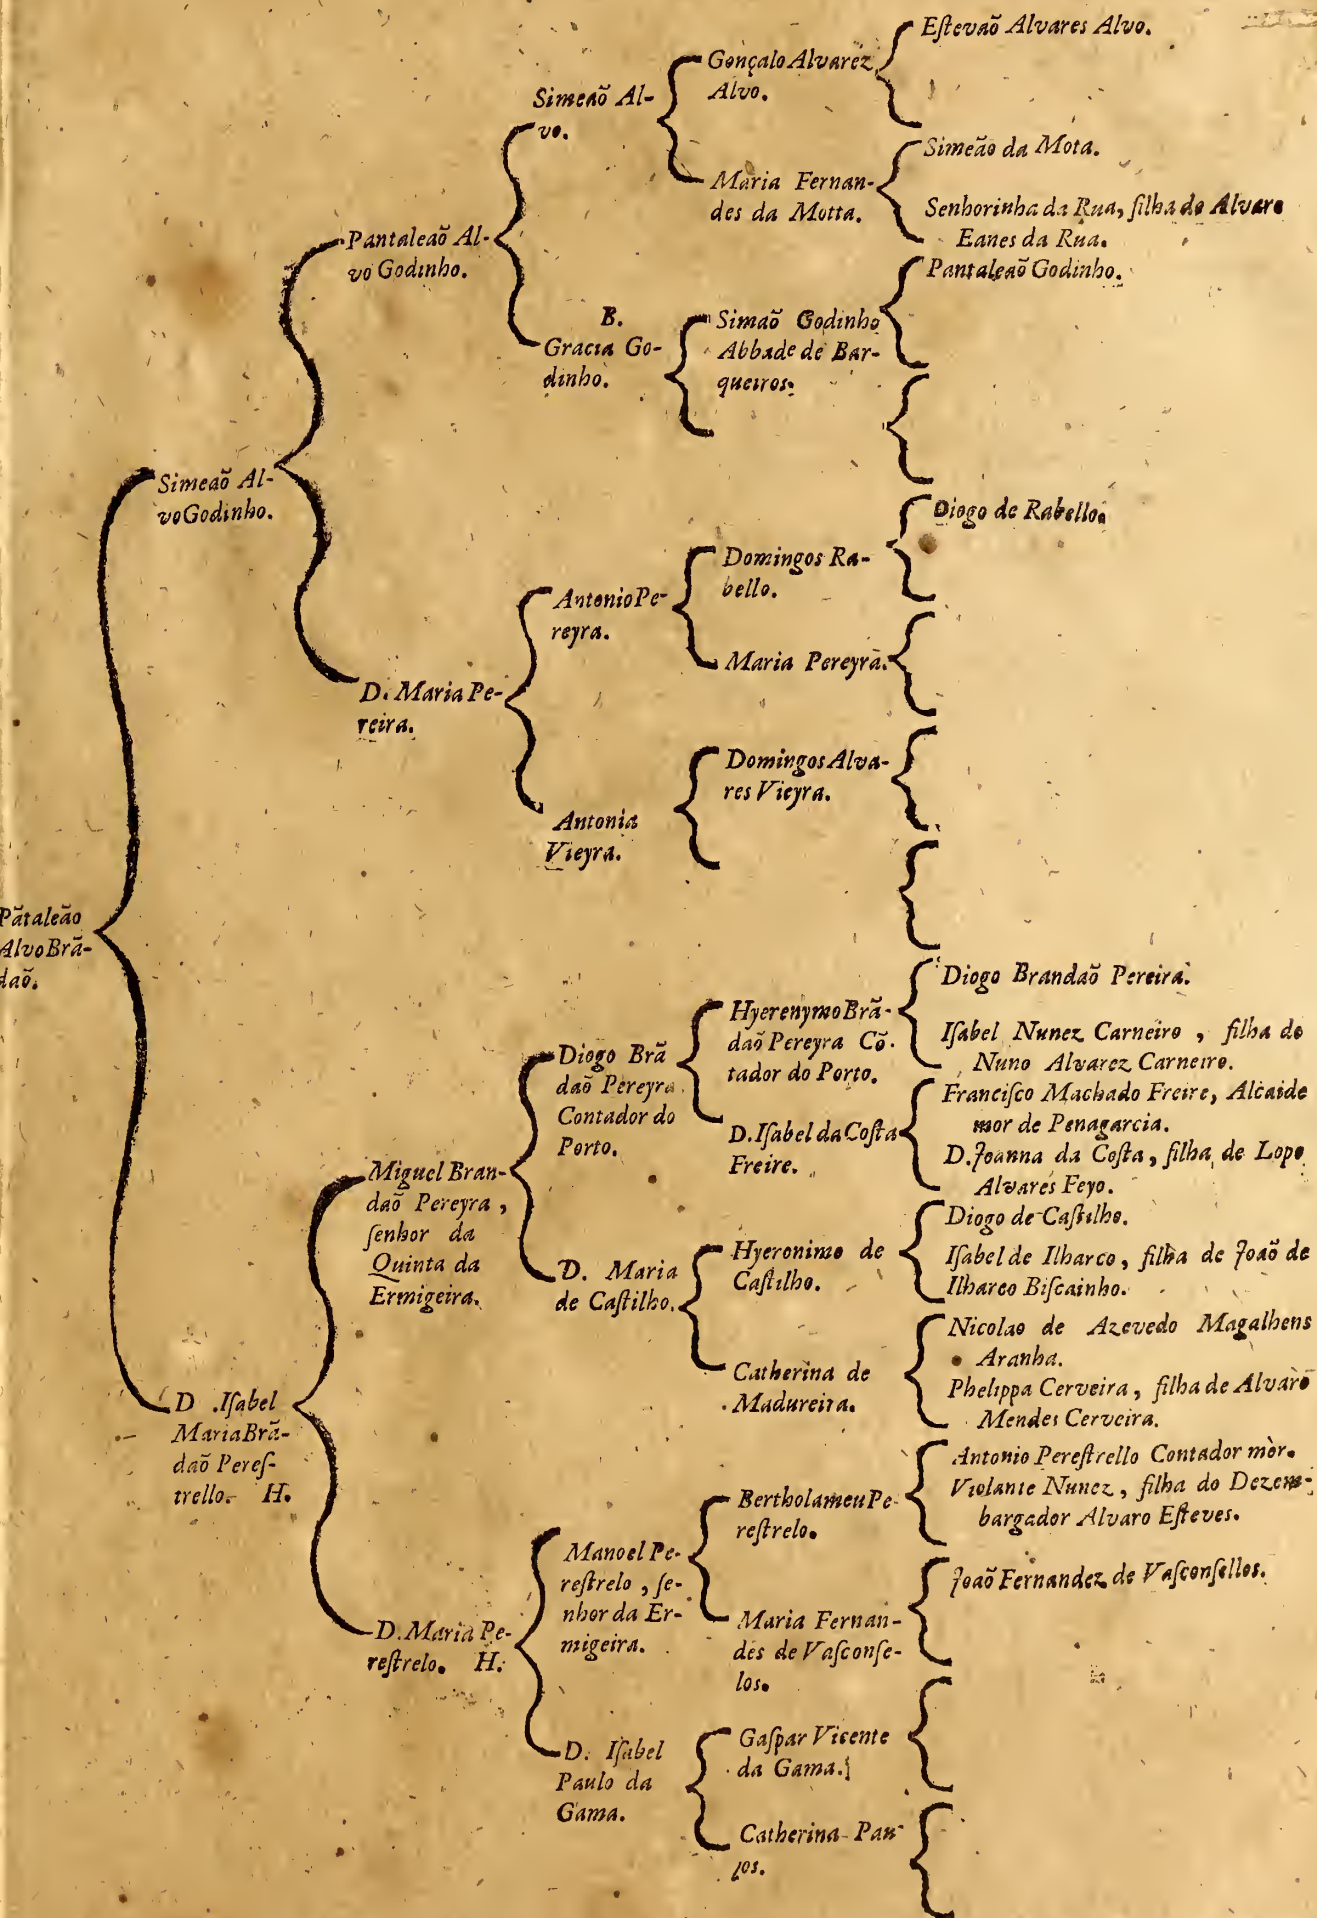 Pãtaleão
Alvo Brã-
daõ.
Simeaõ Al-
vo Godinho.
D. Iſabel
Maria Brã-
daõ Pereſ-
trello. H.
Pantaleaõ Al-
vo Godinho.
D. Maria Pe-
reira.
Miguel Bran-
daõ Pereyra,
ſenhor da
Quinta da
Ermigeira.
D. Maria Pe-
reſtrelo. H.
Simeaõ Al-
vo.
B.
Gracia Go-
dinho.
Antonio Pe-
reyra.
Antonia
Vieyra.
Diogo Brã
daõ Pereyra
Contador do
Porto.
D. Maria
de Caſtilho.
Manoel Pe-
reſtrelo, ſe-
nhor da Er-
migeira.
D. Iſabel
Paulo da
Gama.
Gonçalo Alvarez
Alvo.
Maria Fernan-
des da Motta.
Simaõ Godinho
Abbade de Bar-
queiros.
Domingos Ra-
bello.
Maria Pereyra.
Domingos Alva-
res Vieyra.
Hyerenymo Brã-
daõ Pereyra Cõ-
tador do Porto.
D. Iſabel da Coſta
Freire.
Hyeronimo de
Caſtilho.
Catherina de
Madureira.
Bertholameu Pe-
reſtrelo.
Maria Fernan-
des de Vaſconſe-
los.
Gaſpar Vicente
da Gama.
Catherina Pau-
los.
Eſtevaõ Alvares Alvo.
Simeão da Mota.
Senhorinha da Rua, filha de Alvaro
Eanes da Rua.
Pantaleaõ Godinho.
Diogo de Rabello.
Diogo Brandaõ Pereira.
Iſabel Nunez Carneiro, filha de
Nuno Alvarez Carneiro.
Franciſco Machado Freire, Alcaide
mor de Penagarcia.
D. Joanna da Coſta, filha de Lopo
Alvares Feyo.
Diogo de Caſtilho.
Iſabel de Ilharco, filha de Joaõ de
Ilharco Biſcainho.
Nicolao de Azevedo Magalhens
Aranha.
Phelippa Cerveira, filha de Alvaro
Mendes Cerveira.
Antonio Pereſtrello Contador mòr.
Violante Nunez, filha do Dezem-
bargador Alvaro Eſteves.
Joaõ Fernandez de Vaſconſellos.